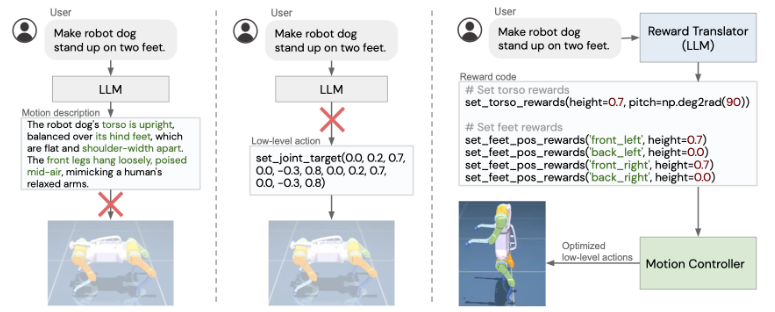 User
Make robot dog
stand up on two feet.
LLM
Motion description
The robot dog's torso is upright,
balanced over its hind feet, which
are flat and shoulder-width apart.
The front legs hang loosely, poised
mid-air, mimicking a human's
relaxed arms.
User
Make robot dog
stand up on two feet.
LLM
Low-level action
set_joint_target(0.0, 0.2, 0.7,
0.0, -0.3, 0.8, 0.0, 0.2, 0.7,
0.0, -0.3, 0.8)
User
Make robot dog
stand up on two feet.
Reward Translator
(LLM)
Reward code
# Set torso rewards
set_torso_rewards(height=0.7, pitch=np.deg2rad(90))
# Set feet rewards
set_feet_pos_rewards('front_left', height=0.7)
set_feet_pos_rewards('back_left', height=0.0)
set_feet_pos_rewards('front_right', height=0.7)
set_feet_pos_rewards('back_right', height=0.0)
Optimized
low-level actions
Motion Controller